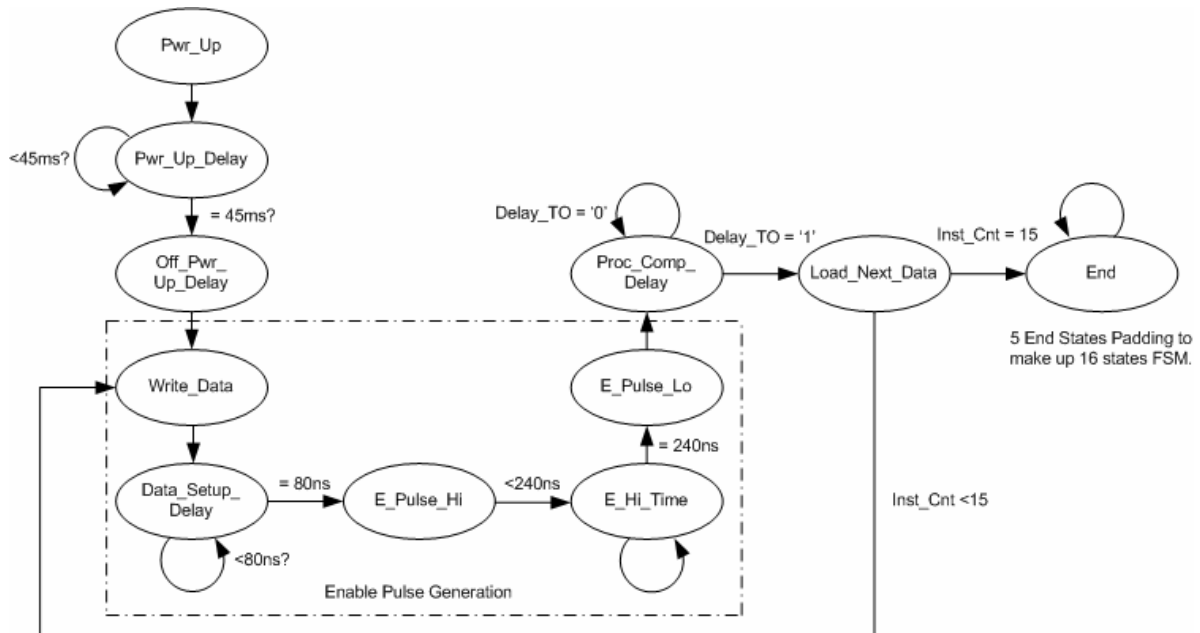 Pwr_Up
<45ms?
Pwr_Up_Delay
= 45ms?
Off_Pwr_
Up_Delay
Delay_TO = '0'
Proc_Comp_
Delay
Delay_TO = '1'
Load_Next_Data
Inst_Cnt = 15
End
5 End States Padding to
make up 16 states FSM.
Write_Data
E_Pulse_Lo
= 240ns
Data_Setup_
Delay
= 80ns
E_Pulse_Hi
<240ns
E_Hi_Time
Inst_Cnt <15
<80ns?
Enable Pulse Generation